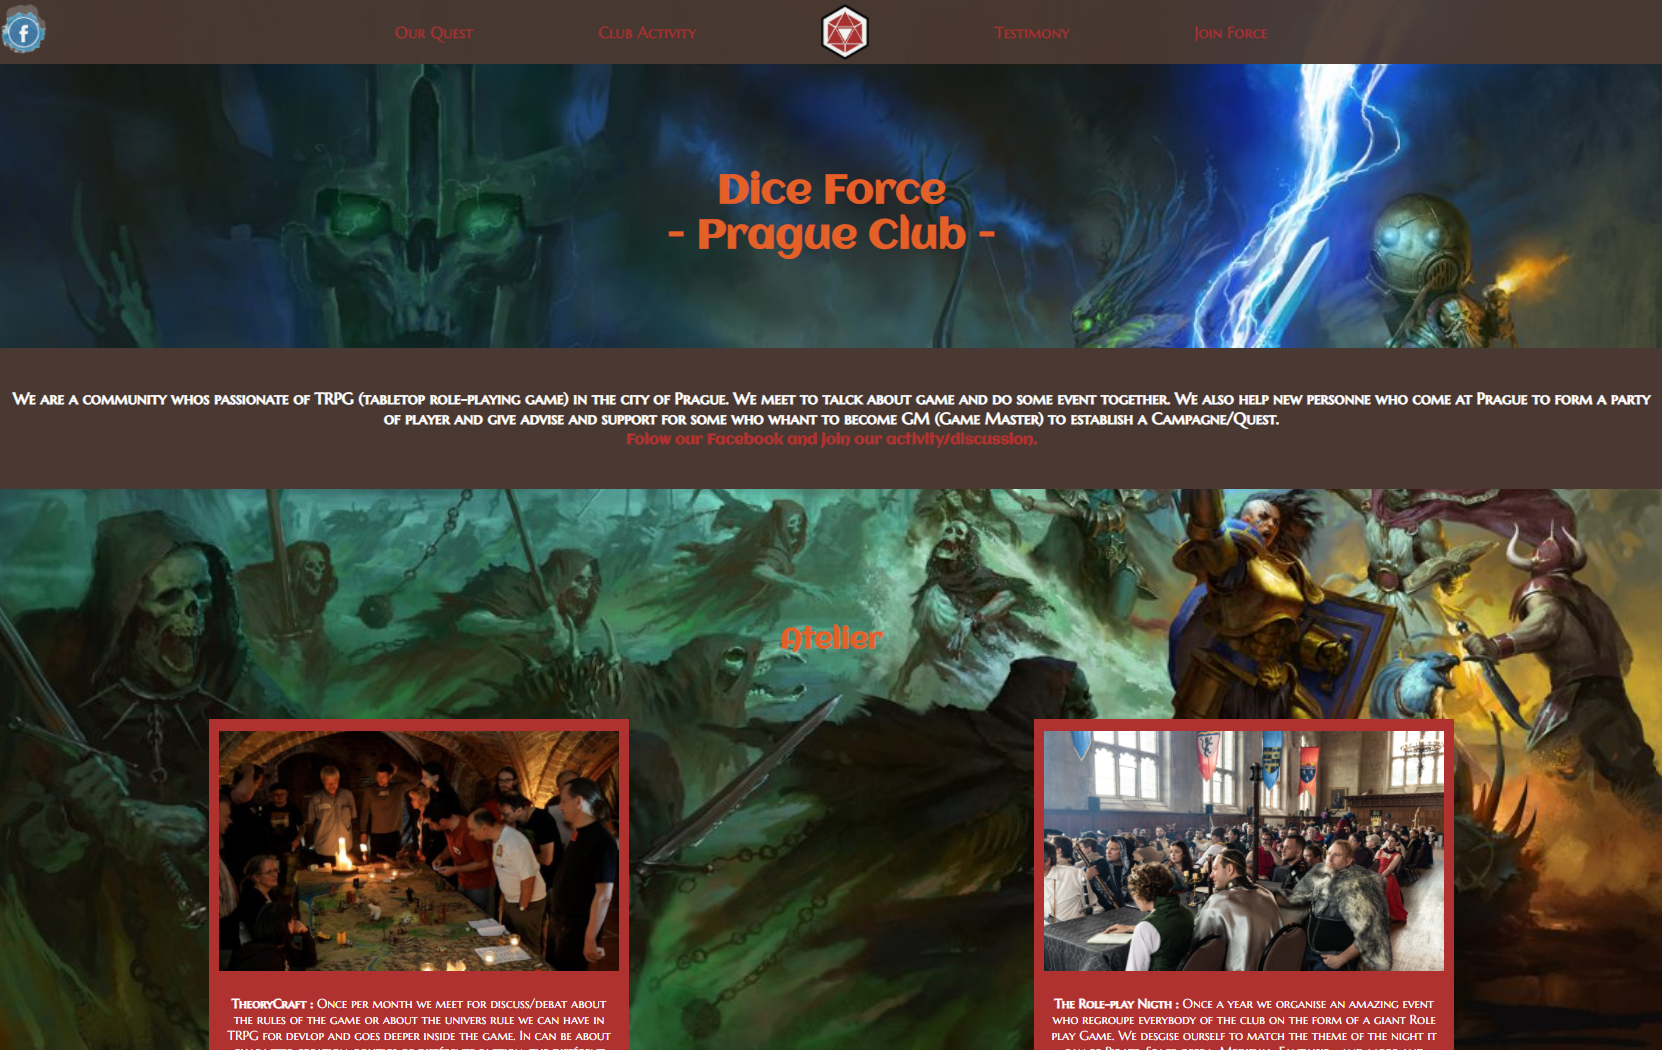 Our Quest
Club Activity
Testimony
Join Force
Dice Force
- Prague Club -
We are a community whos passionate of TRPG (tabletop role-playing game) in the city of Prague. We meet to talck about game and do some event together. We also help new personne who come at Prague to form a party
of player and give advise and support for some who whant to become GM (Game Master) to establish a Campagne/Quest.
Folow our Facebook and join our activity/discussion.
Atelier
TheoryCraft : Once per month we meet for discuss/debat about
the rules of the game or about the univers rule we can have in
TRPG for devlop and goes deeper inside the game. In can be about
The Role-play Nigth : Once a year we organise an amazing event
who regroupe everybody of the club on the form of a giant Role
play Game. We desgise ourself to match the theme of the night it